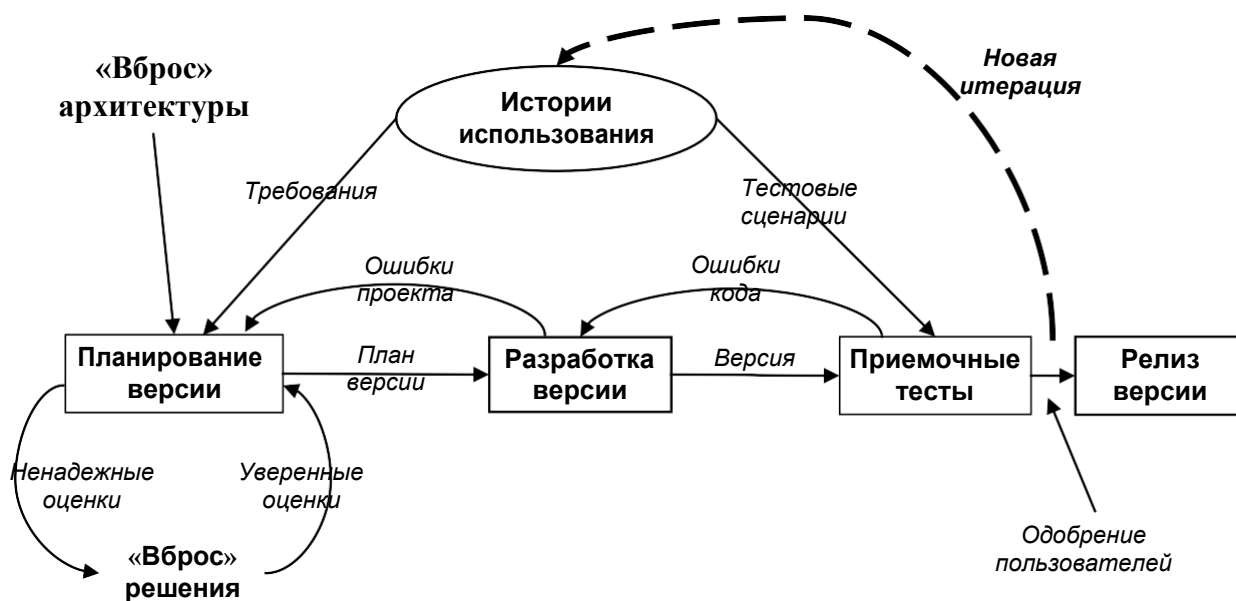 Новая
итерация
«Вброс»
архитектуры
Истории
использования
Требования
Тестовые
сценарии
Ошибки
проекта
Ошибки
кода
Планирование
версии
План
версии
Разработка
версии
Версия
Приемочные
тесты
Релиз
версии
Ненадежные
оценки
Уверенные
оценки
«Вброс»
решения
Одобрение
пользователей